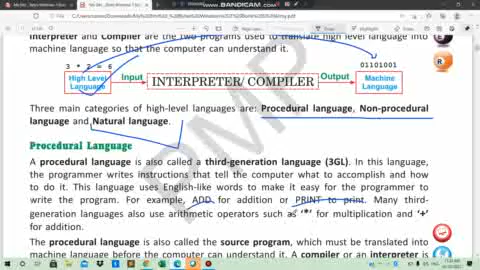 www.BANDICAM.com
Interpreter and Compiler are the two programs used to translate high level language into
machine language so that the computer can understand it.
3 * 2 = 6
01101001
High Level
Language
Input
INTERPRETER/ COMPILER
Output
Machine
Language
Three main categories of high-level languages are: Procedural language, Non-procedural
language and Natural language.
Procedural Language
A procedural language is also called a third-generation language (3GL). In this language,
the programmer writes instructions that tell the computer what to accomplish and how
to do it. This language uses English-like words to make it easy for the programmer to
write the program. For example, ADD for addition or PRINT to print. Many third-
generation languages also use arithmetic operators such as '*' for multiplication and '+'
for addition.
The procedural language is also called the source program, which must be translated into
machine language before the computer can understand it. A compiler or an interpreter is
PMP